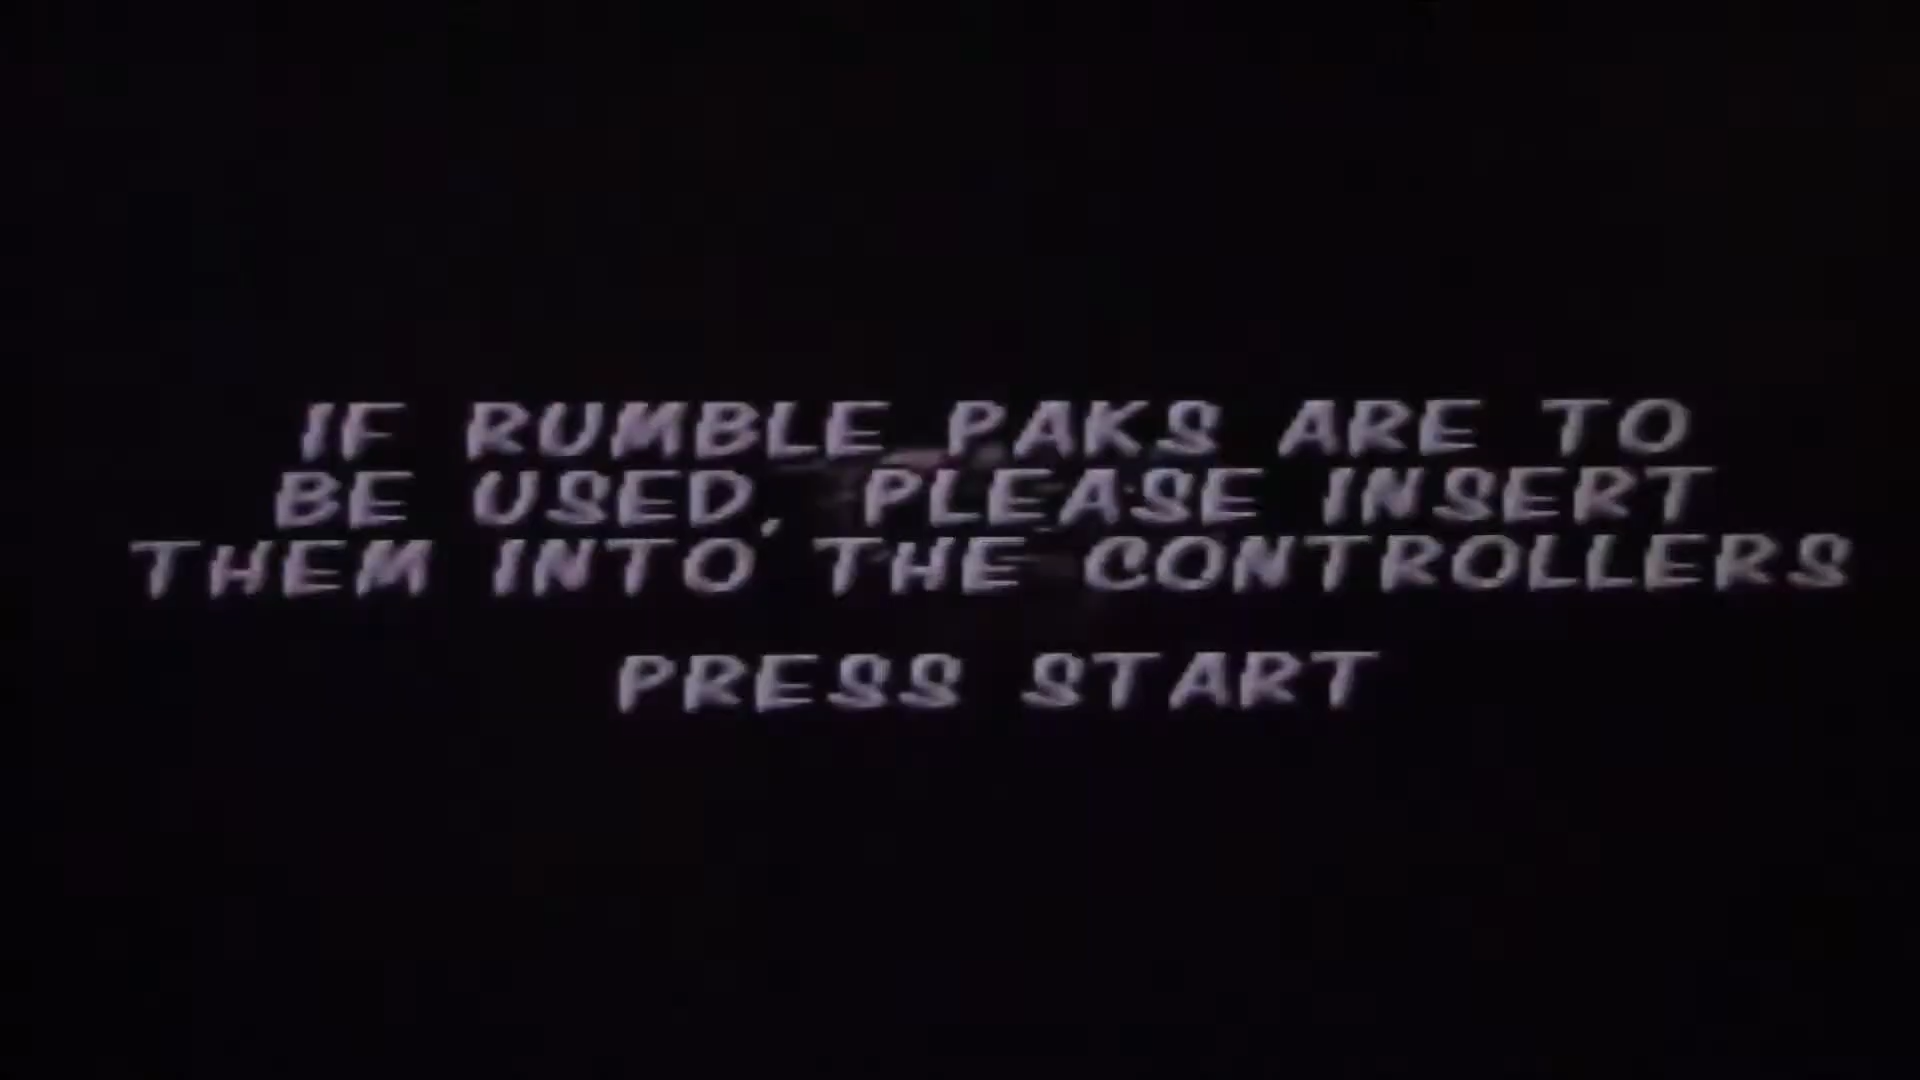 IF RUMBLE PAKS ARE TO
BE USED, PLEASE INSERT
THEM INTO THE CONTROLLERS
PRESS START